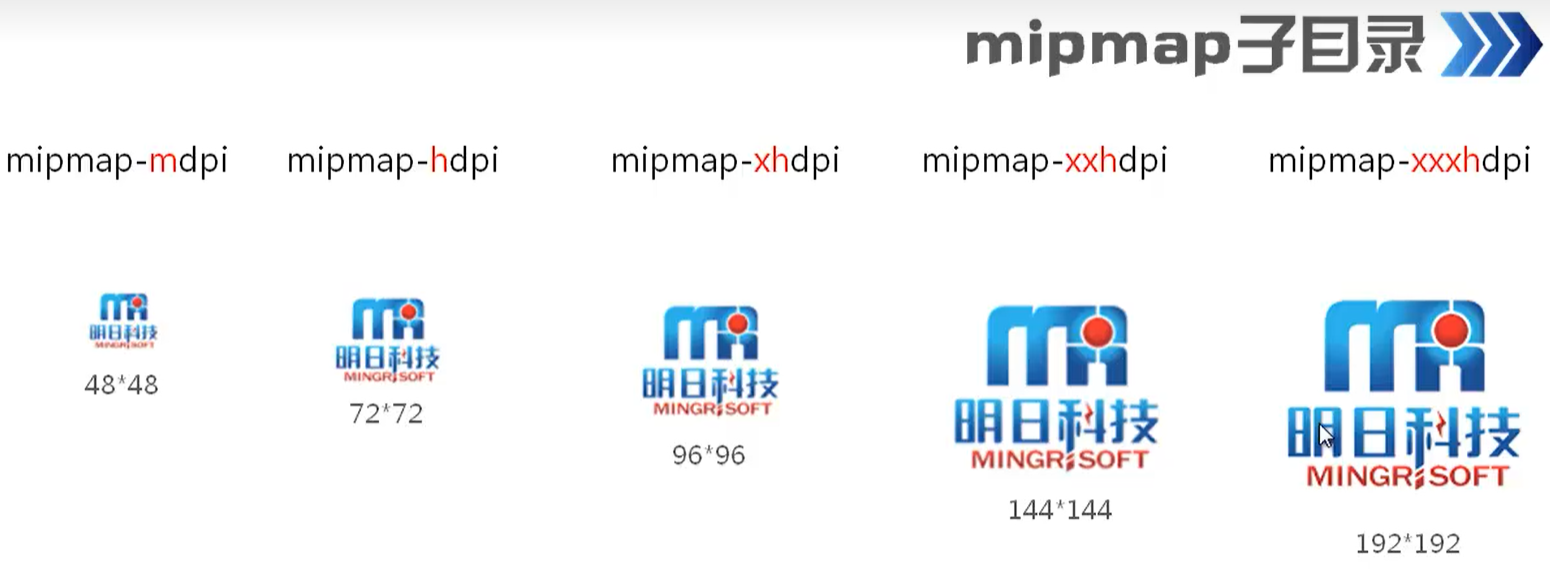 mipmap子目录
mipmap-mdpi
mipmap-hdpi
mipmap-xhdpi
mipmap-xxhdpi
mipmap-xxxhdpi
明日科技
MINGRISOFT
48*48
明日科技
MINGRISOFT
72*72
明日科技
MINGRISOFT
96*96
明日科技
MINGRISOFT
144*144
明日科技
MINGRISOFT
192*192